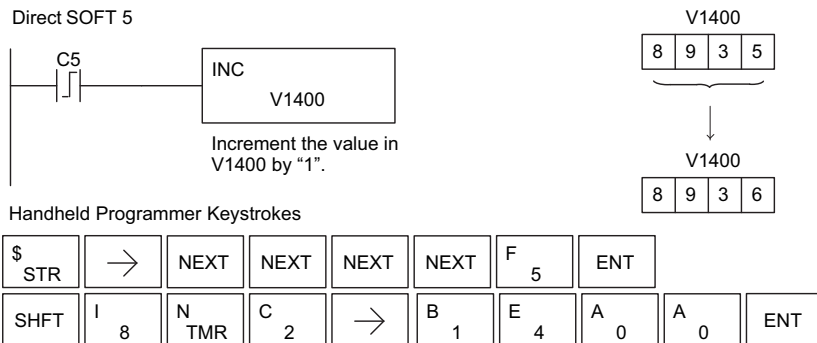 Direct SOFT 5
C5
INC
V1400
Increment the value in
V1400 by “1”.
V1400
8 9 3 5
V1400
8 9 3 6
Handheld Programmer Keystrokes
$ STR → NEXT NEXT NEXT NEXT F 5 ENT
SHFT I 8 N TMR C 2 → B 1 E 4 A 0 A 0 ENT